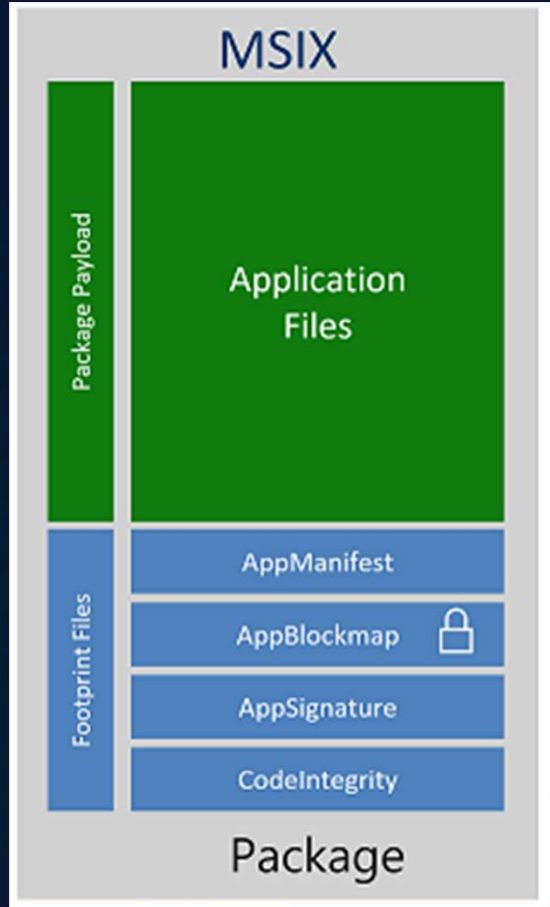 MSIX
Package Payload
Application
Files
Footprint Files
AppManifest
AppBlockmap
AppSignature
CodeIntegrity
Package